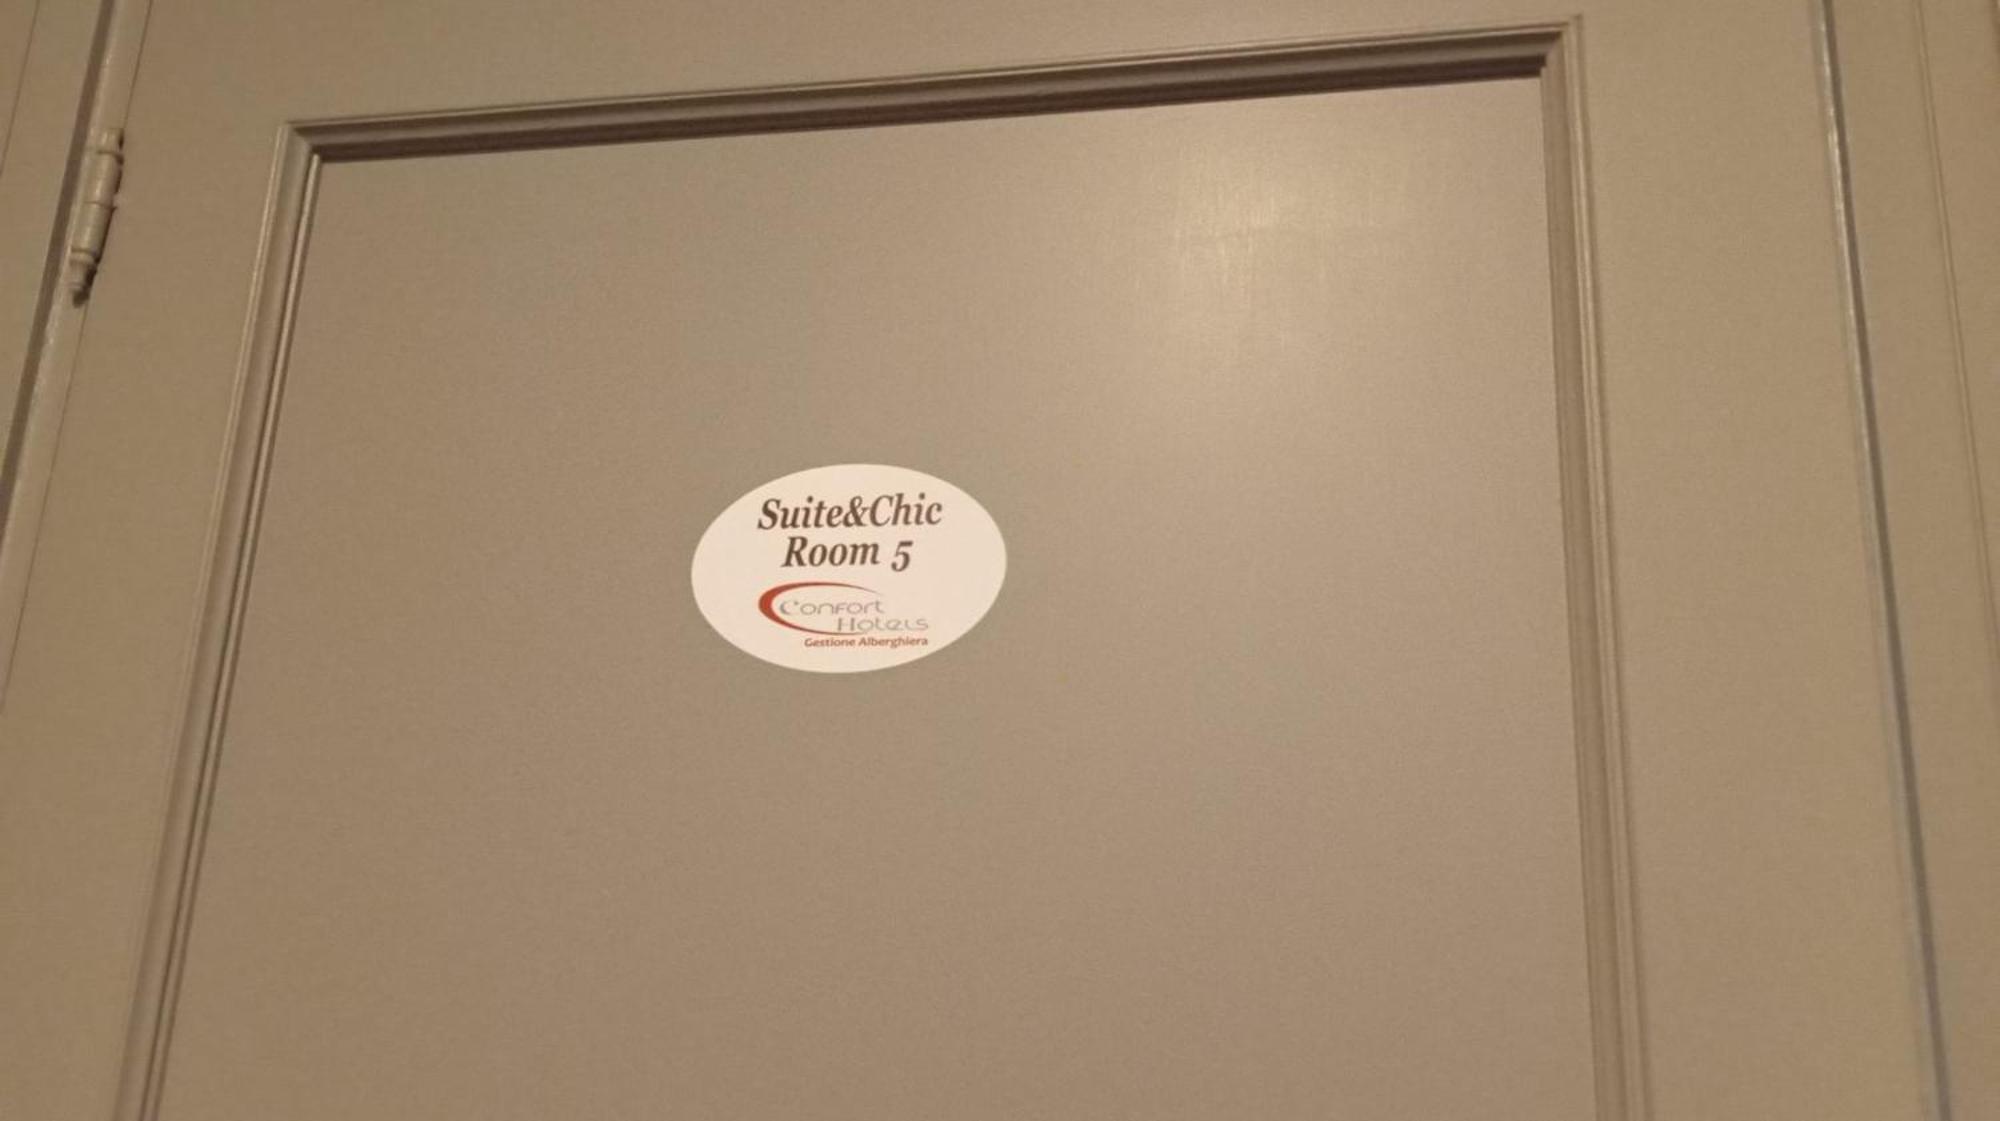 Suite&Chic
Room 5
Confort
Hotels
Gestione Alberghiera